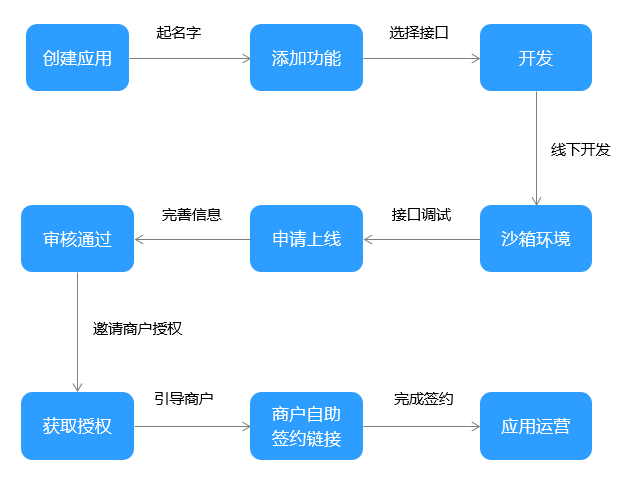 起名字
选择接口
创建应用
添加功能
开发
线下开发
完善信息
接口调试
审核通过
申请上线
沙箱环境
邀请商户授权
引导商户
完成签约
获取授权
商户自助
签约链接
应用运营